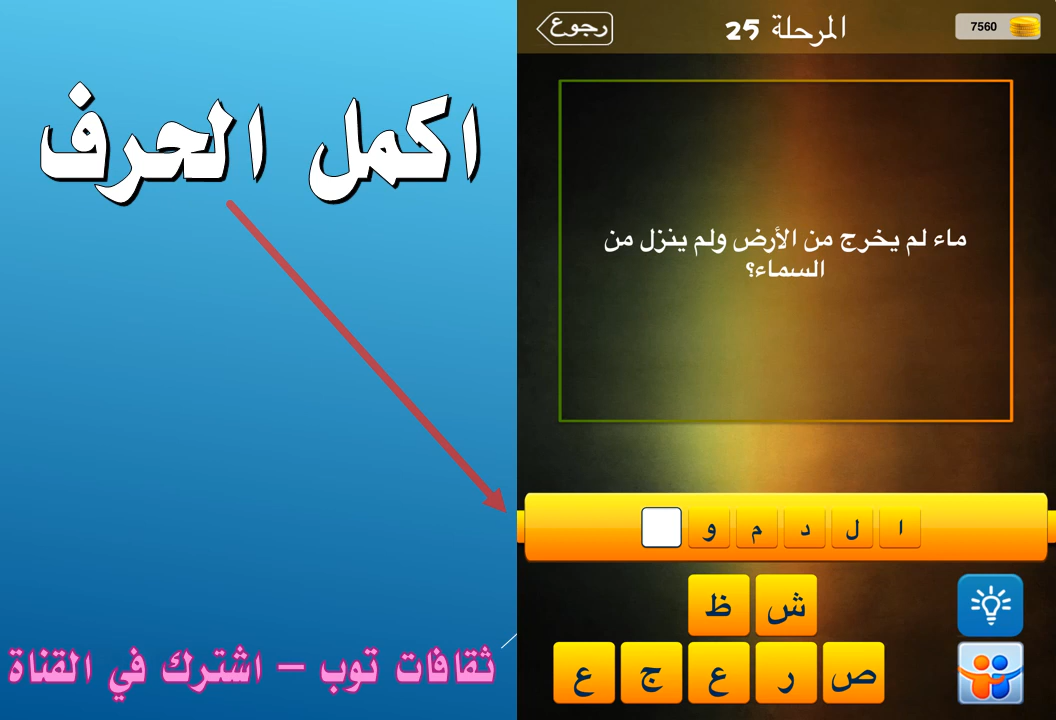 اكمل الحرف
ثقافات توب – اشترك في القناة
رجوع
المرحلة 25
7560
ماء لم يخرج من الأرض ولم ينزل من
السماء؟
ا ل د م و
ش ظ
ص ر ع ج ع